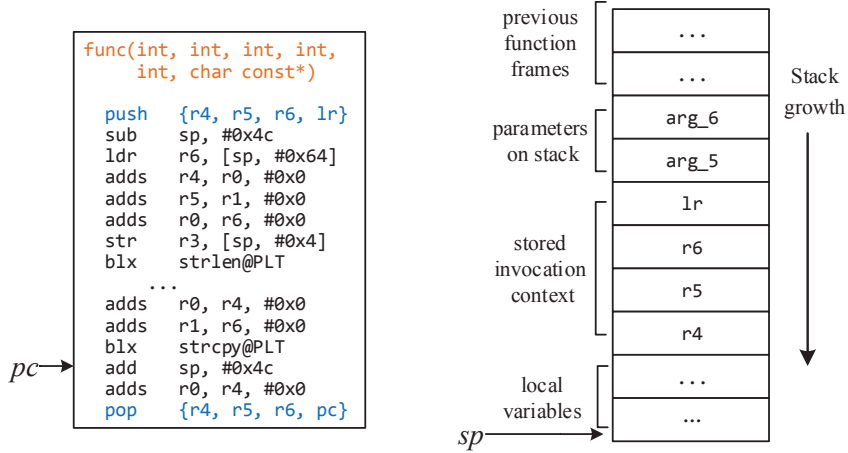 func(int, int, int, int,
int, char const*)
push {r4, r5, r6, lr}
sub sp, #0x4c
ldr r6, [sp, #0x64]
adds r4, r0, #0x0
adds r5, r1, #0x0
adds r0, r6, #0x0
str r3, [sp, #0x4]
blx strlen@PLT
...
adds r0, r4, #0x0
adds r1, r6, #0x0
blx strcpy@PLT
add sp, #0x4c
adds r0, r4, #0x0
pop {r4, r5, r6, pc}
pc
previous
function
frames
parameters
on stack
stored
invocation
context
local
variables
sp
...
...
arg_6
arg_5
lr
r6
r5
r4
...
...
Stack
growth